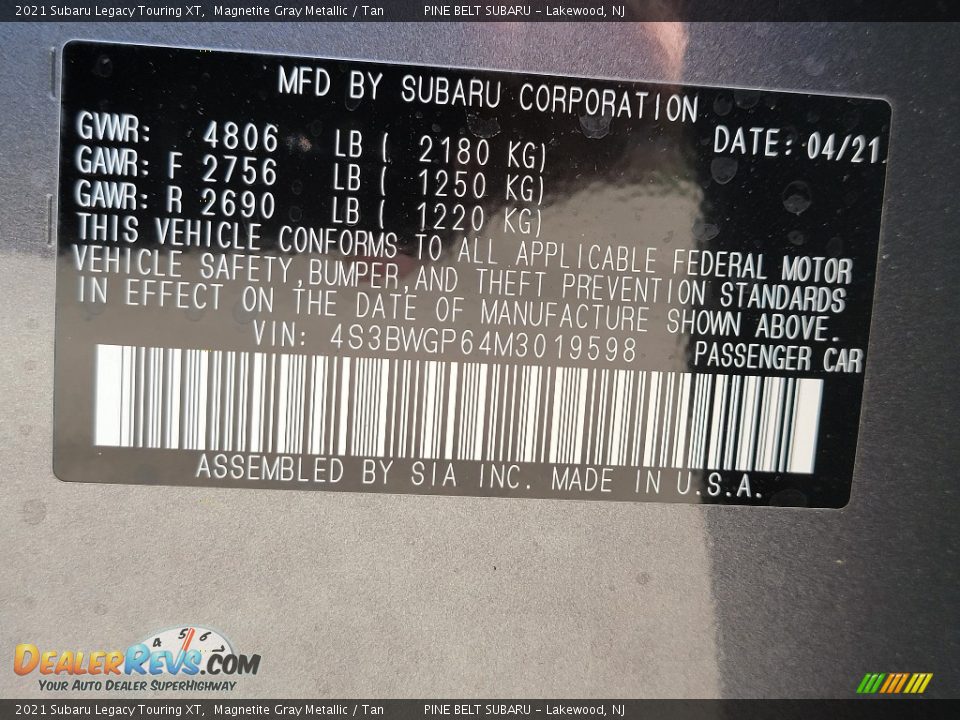 2021 Subaru Legacy Touring XT, Magnetite Gray Metallic / Tan PINE BELT SUBARU - Lakewood, NJ
MFD BY SUBARU CORPORATION
GVWR: 4806 LB ( 2180 KG) DATE: 04/21
GAWR: F 2756 LB ( 1250 KG)
GAWR: R 2690 LB ( 1220 KG)
THIS VEHICLE CONFORMS TO ALL APPLICABLE FEDERAL MOTOR
VEHICLE SAFETY, BUMPER, AND THEFT PREVENTION STANDARDS
IN EFFECT ON THE DATE OF MANUFACTURE SHOWN ABOVE.
VIN: 4S3BWGP64M3019598 PASSENGER CAR
ASSEMBLED BY SIA INC. MADE IN U.S.A.
4 5 6
DEALERREVS.COM
YOUR AUTO DEALER SUPERHIGHWAY
2021 Subaru Legacy Touring XT, Magnetite Gray Metallic / Tan PINE BELT SUBARU - Lakewood, NJ